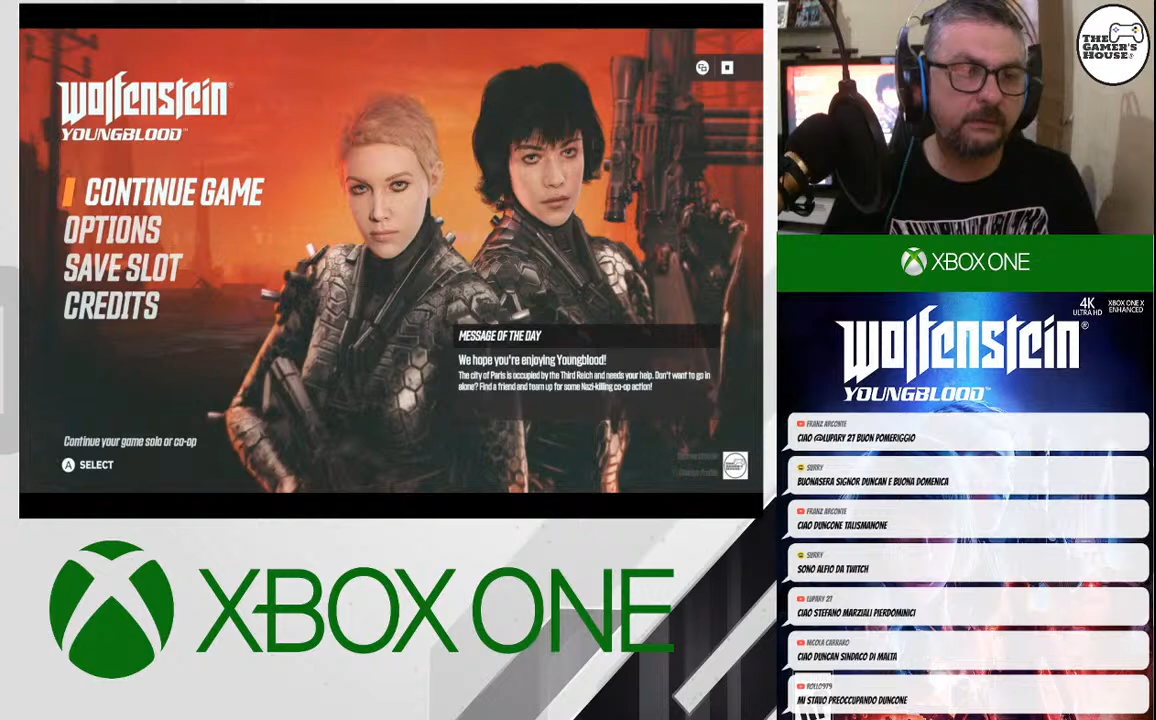 WOLFENSTEIN®
YOUNGBLOOD™
CONTINUE GAME
OPTIONS
SAVE SLOT
CREDITS
MESSAGE OF THE DAY
We hope you're enjoying Youngblood!
The city of Paris is occupied by the Third Reich and needs your help. Don't want to go in
alone? Find a friend and team up for some Nazi-killing co-op action!
Continue your game solo or co-op
A SELECT
XBOX ONE
THE
GAMER'S
HOUSE
XBOX ONE
4K
ULTRA HD
XBOX ONE X
ENHANCED
WOLFENSTEIN®
YOUNGBLOOD™
FRANZ ARCONTE
CIAO @LUPARY 27 BUON POMERIGGIO
SURRY
BUONASERA SIGNOR DUNCAN E BUONA DOMENICA
FRANZ ARCONTE
CIAO DUNCONE TALISMANONE
SURRY
SONO ALFIO DA TWITCH
LUPARY 27
CIAO STEFANO MARZIALI PIERDOMINICI
NICOLA CARRARO
CIAO DUNCAN SINDACO DI MALTA
ROLLO979
MI STAVO PREOCCUPANDO DUNCONE